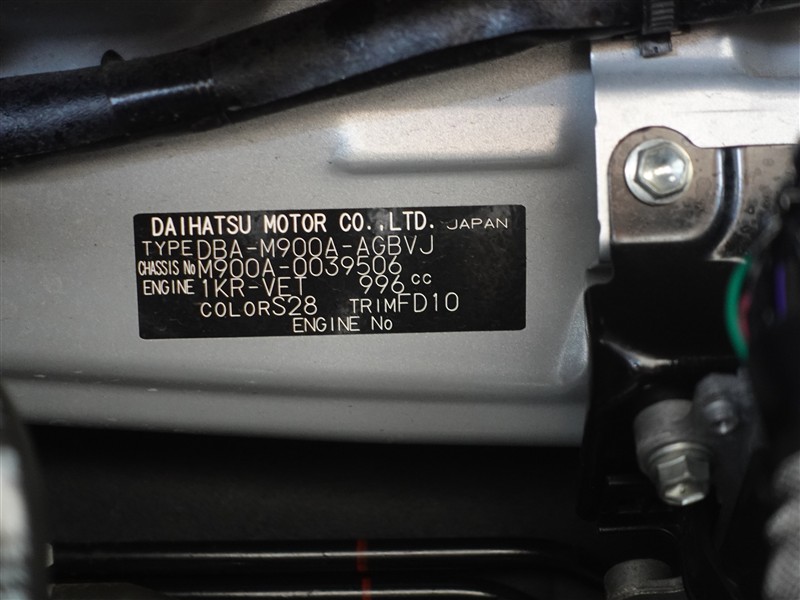 DAIHATSU MOTOR CO.,LTD. JAPAN
TYPE DBA-M900A-AGBVJ
CHASSIS No M900A-0039506
ENGINE 1KR-VET 996 cc
COLOR S28 TRIM FD10
ENGINE No